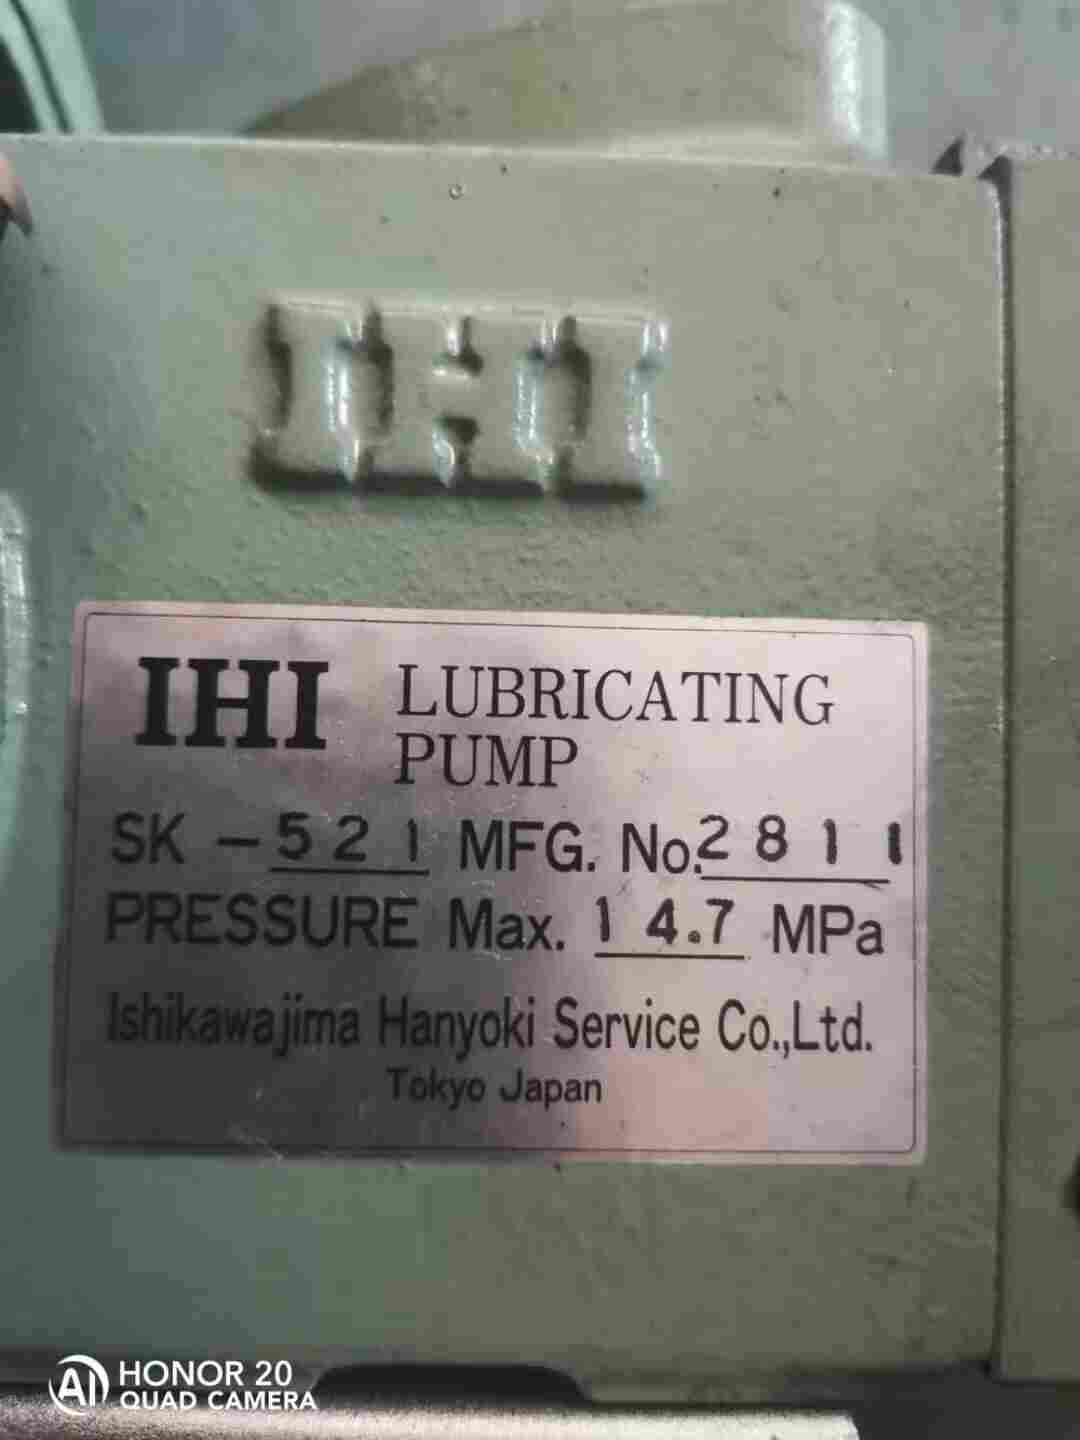 IHI
IHI LUBRICATING
PUMP
SK - 521 MFG. No. 2811
PRESSURE Max. 14.7 MPa
Ishikawajima Hanyoki Service Co.,Ltd.
Tokyo Japan
HONOR 20
QUAD CAMERA